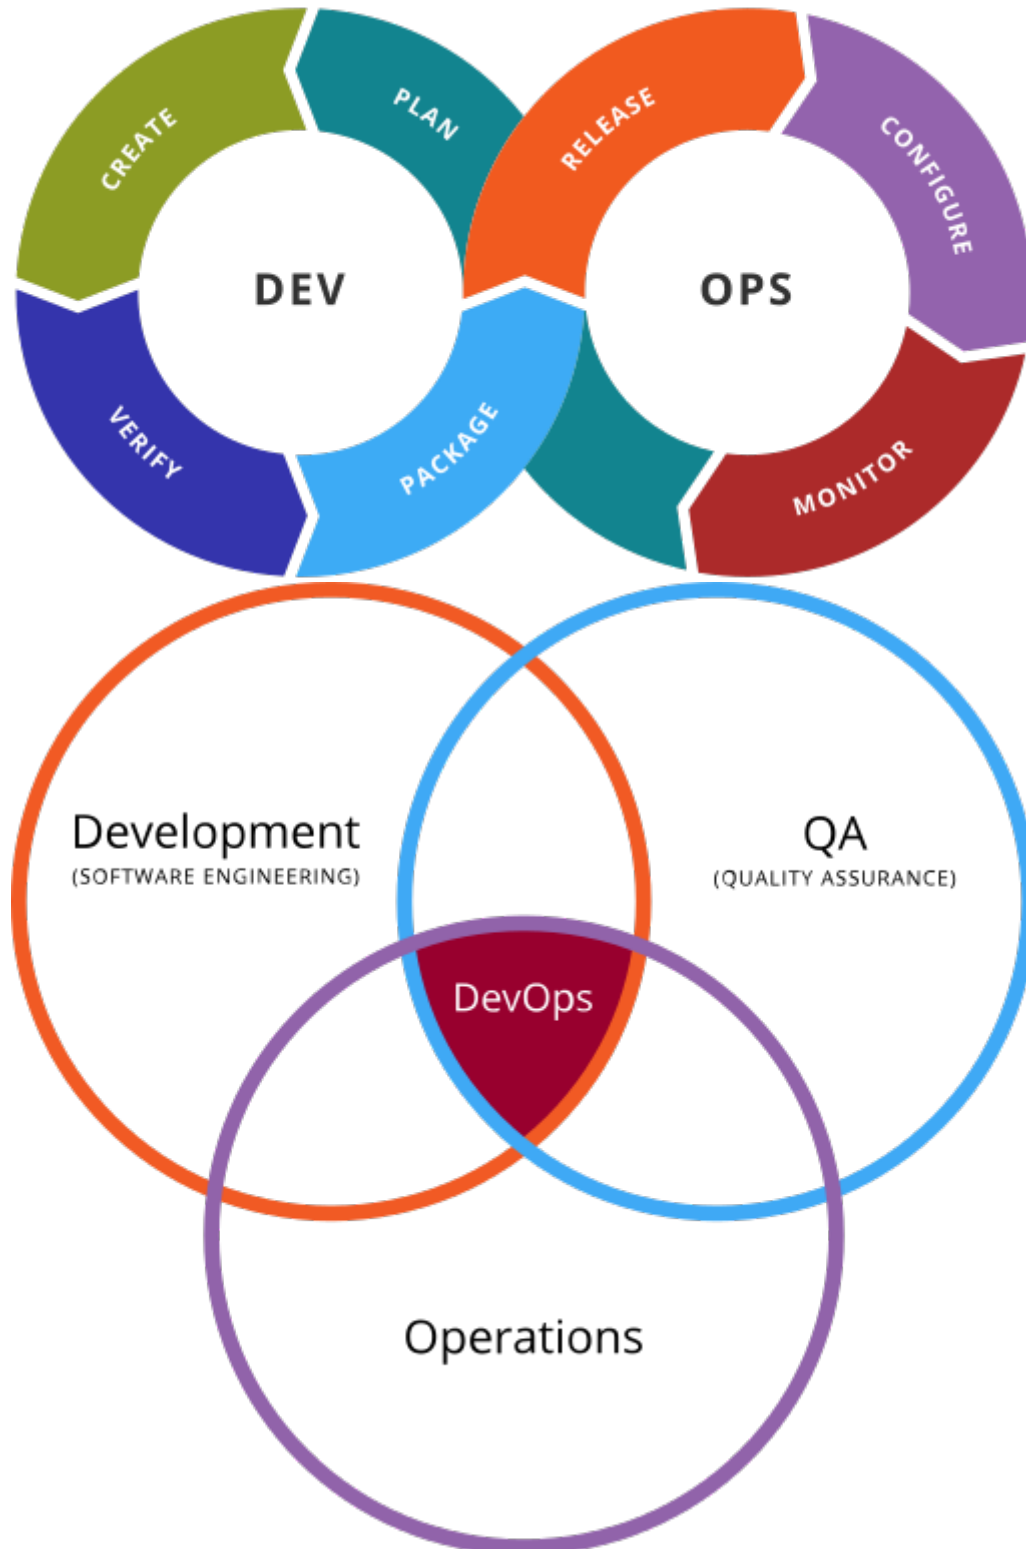 CREATE
PLAN
RELEASE
CONFIGURE
DEV
OPS
VERIFY
PACKAGE
MONITOR
Development
(SOFTWARE ENGINEERING)
QA
(QUALITY ASSURANCE)
DevOps
Operations